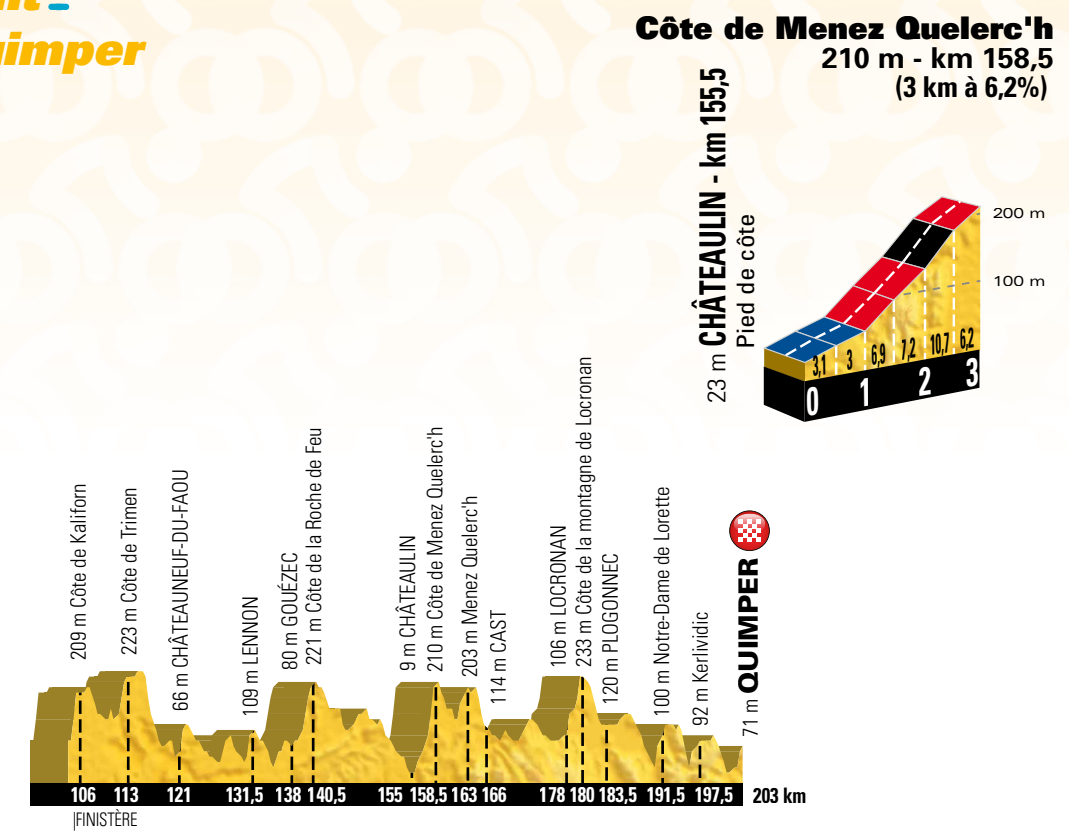 Côte de Menez Quelerc'h
210 m - km 158,5
(3 km à 6,2%)
23 m CHÂTEAULIN - km 155,5
Pied de côte
200 m
100 m
3,1 3 6,9 7,2 10,7 6,2
0 1 2 3
209 m Côte de Kaliforn
223 m Côte de Trimen
66 m CHÂTEAUNEUF-DU-FAOU
109 m LENNON
80 m GOUÉZEC
221 m Côte de la Roche de Feu
9 m CHÂTEAULIN
210 m Côte de Menez Quelerc'h
203 m Menez Quelerc'h
114 m CAST
106 m LOCRONAN
233 m Côte de la montagne de Locronan
120 m PLOGONNEC
100 m Notre-Dame de Lorette
92 m Kerlividic
71 m QUIMPER
106 113 121 131,5 138 140,5 155 158,5 163 166 178 180 183,5 191,5 197,5 203 km
|FINISTÈRE